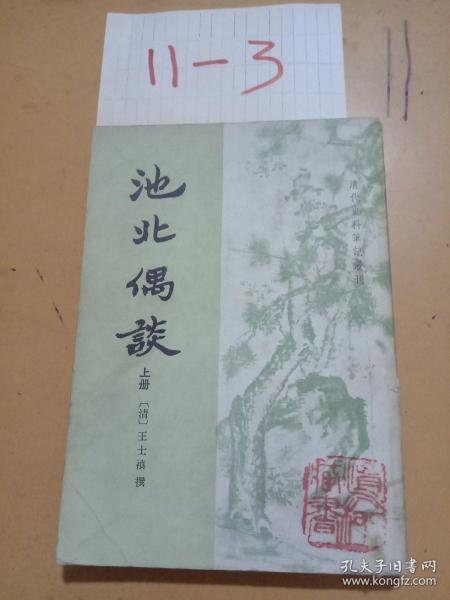 11-3
清代史料筆記叢刊
池北偶談
上册〔清〕王士禛撰
孔夫子旧书网
www.kongfz.com